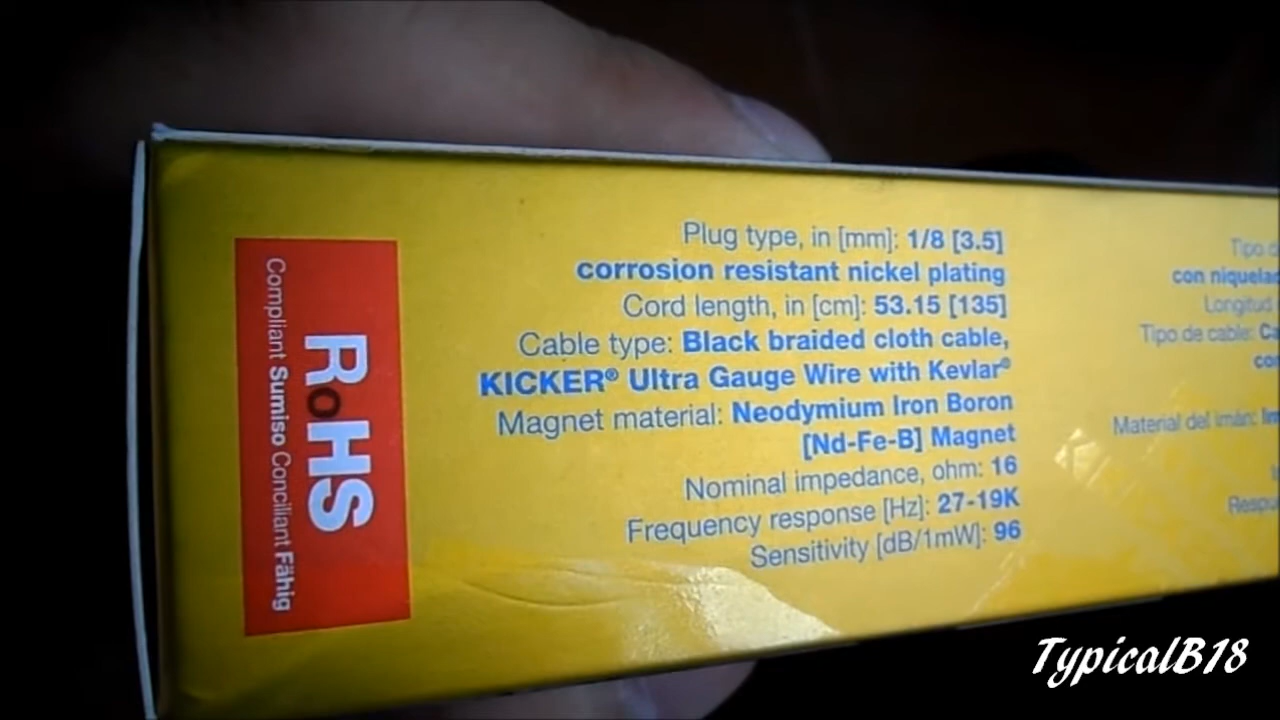 Plug type, in [mm]: 1/8 [3.5]
corrosion resistant nickel plating
Cord length, in [cm]: 53.15 [135]
Cable type: Black braided cloth cable,
KICKER® Ultra Gauge Wire with Kevlar®
Magnet material: Neodymium Iron Boron
[Nd-Fe-B] Magnet
Nominal impedance, ohm: 16
Frequency response [Hz]: 27-19K
Sensitivity [dB/1mW]: 96
RoHS
Compliant Sumiso Conciliant Fähig
Tipo
con
Longitud
Tipo de cable:
Material del imán:
TypicalB18